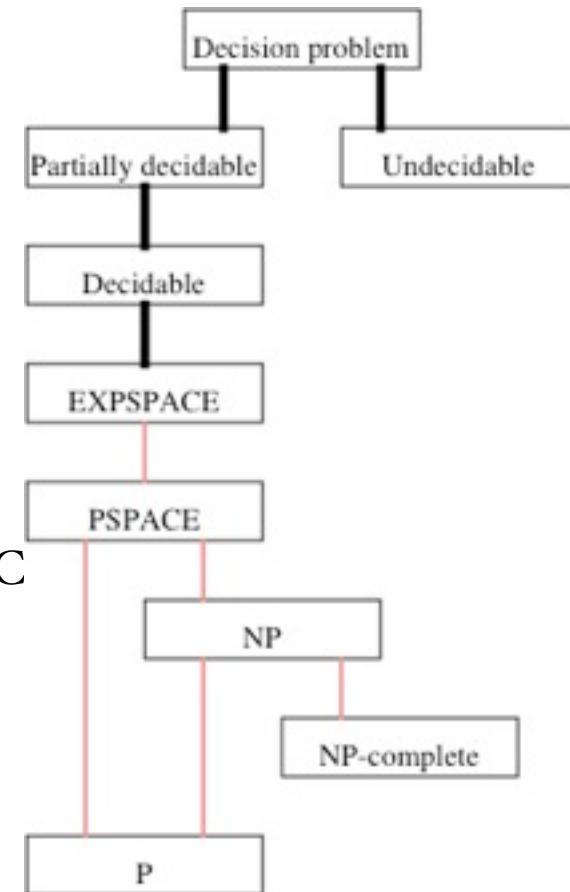 Decision problem
Partially decidable
Undecidable
Decidable
EXPSPACE
PSPACE
C
NP
NP-complete
P